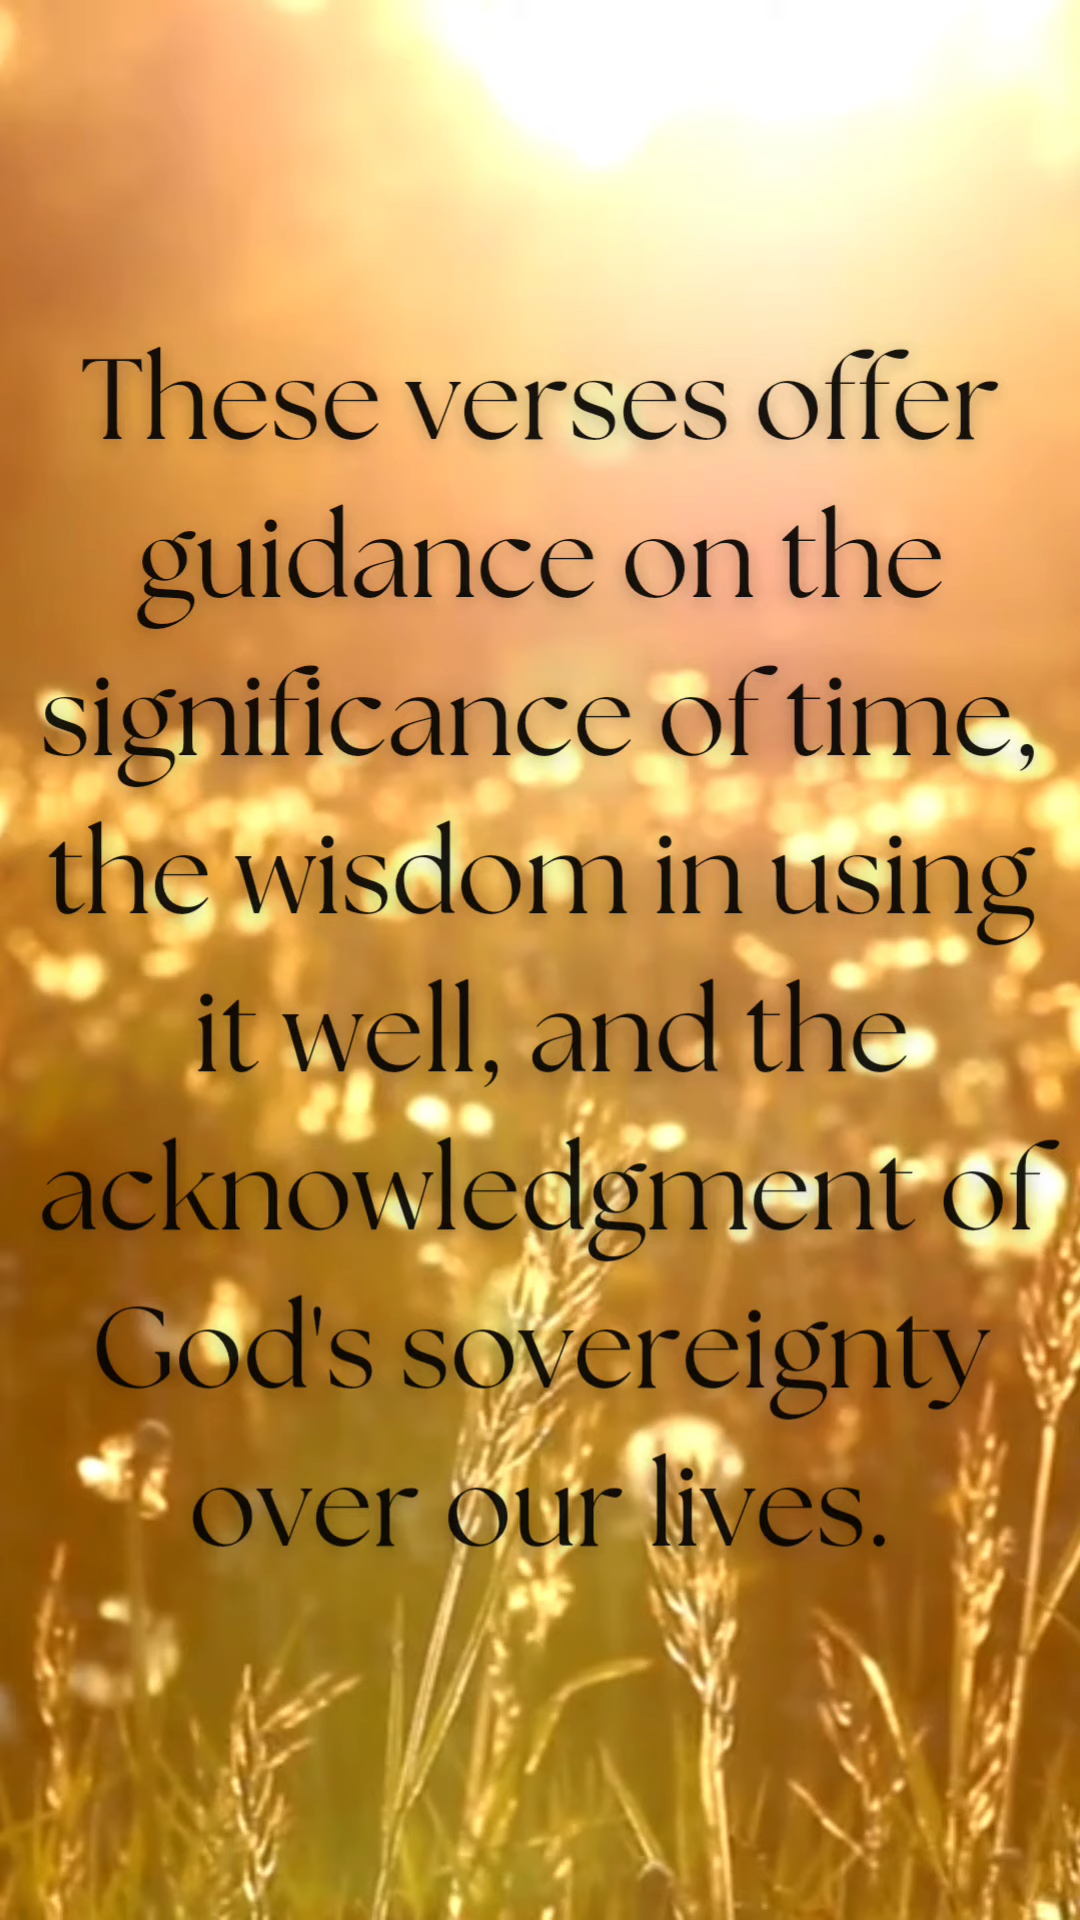 These verses offer
guidance on the
significance of time,
the wisdom in using
it well, and the
acknowledgment of
God's sovereignty
over our lives.